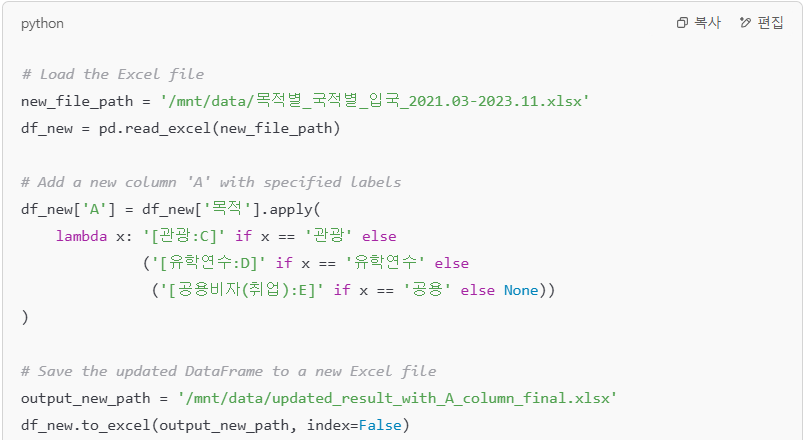 python
복사
편집
# Load the Excel file
new_file_path = '/mnt/data/목적별_국적별_입국_2021.03-2023.11.xlsx'
df_new = pd.read_excel(new_file_path)
# Add a new column 'A' with specified labels
df_new['A'] = df_new['목적'].apply(
    lambda x: '[관광:C]' if x == '관광' else
              ('[유학연수:D]' if x == '유학연수' else
               ('[공용비자(취업):E]' if x == '공용' else None))
)
# Save the updated DataFrame to a new Excel file
output_new_path = '/mnt/data/updated_result_with_A_column_final.xlsx'
df_new.to_excel(output_new_path, index=False)